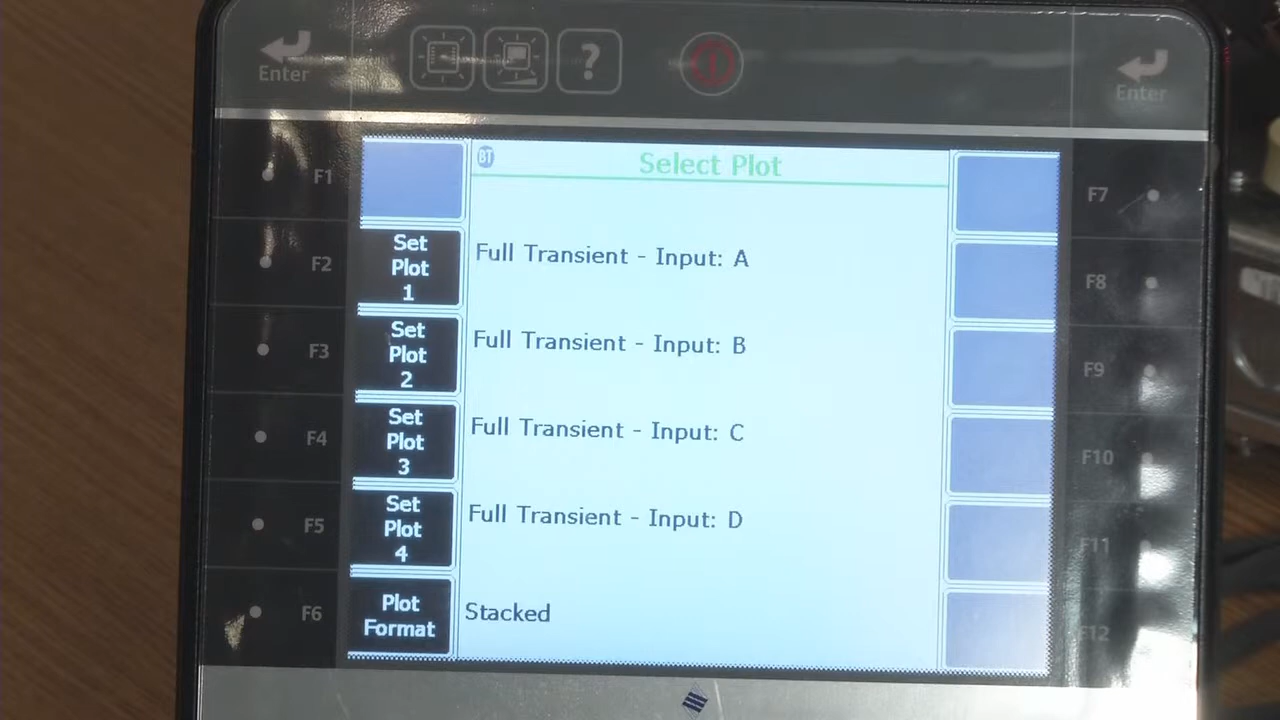 Enter
?
Enter
BT
Select Plot
F1
F7
F2
Set
Plot
1
Full Transient - Input: A
F8
F3
Set
Plot
2
Full Transient - Input: B
F9
F4
Set
Plot
3
Full Transient - Input: C
F10
F5
Set
Plot
4
Full Transient - Input: D
F11
F6
Plot
Format
Stacked
F12